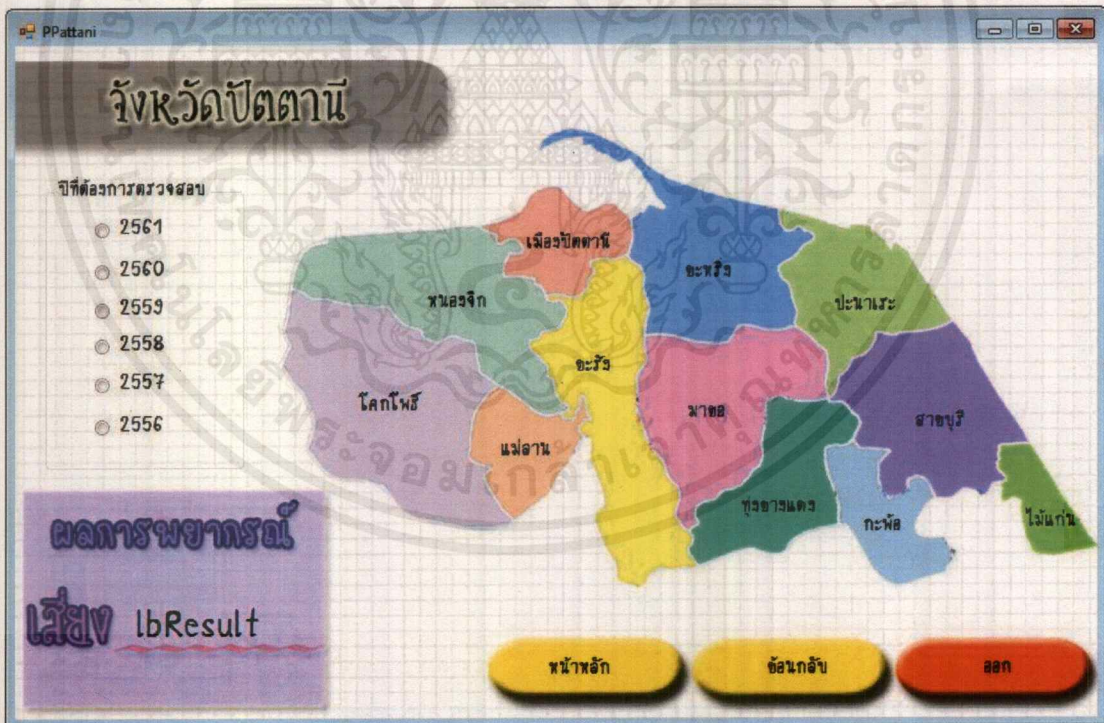 PPattani
จังหวัดปัตตานี
ปีที่ต้องการตรวจสอบ
2561
2560
2559
2558
2557
2556
เมืองปัตตานี
ยะหริ่ง
ปะนาเระ
หนองจิก
ยะรัง
โคกโพธิ์
มายอ
สายบุรี
แม่ลาน
ทุ่งยางแดง
กะพ้อ
ไม้แก่น
ผลการพยากรณ์
เสี่ยง lbResult
หน้าหลัก
ย้อนกลับ
ออก